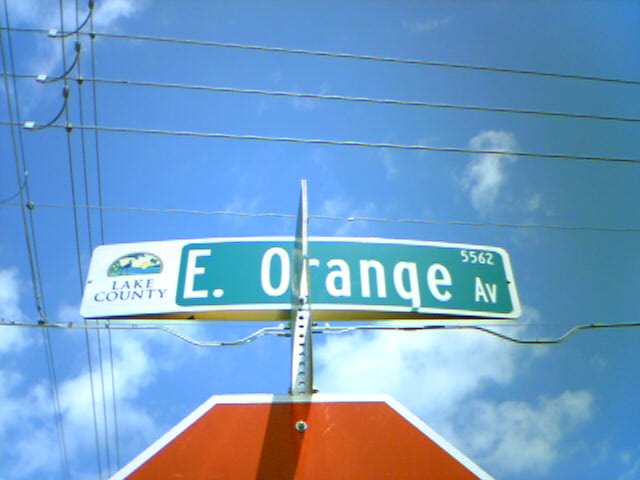 LAKE
COUNTY
E. Orange Av
5562